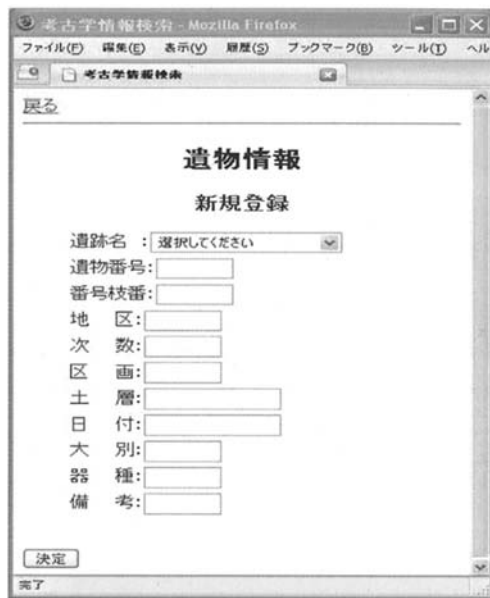 考古学情報検索 - Mozilla Firefox
ファイル(F) 編集(E) 表示(V) 履歴(S) ブックマーク(B) ツール(T) ヘル
考古学情報検索
戻る
遺物情報
新規登録
遺跡名 : 選択してください
遺物番号:
番号枝番:
地 区:
次 数:
区 画:
土 層:
日 付:
大 別:
器 種:
備 考:
決定
完了